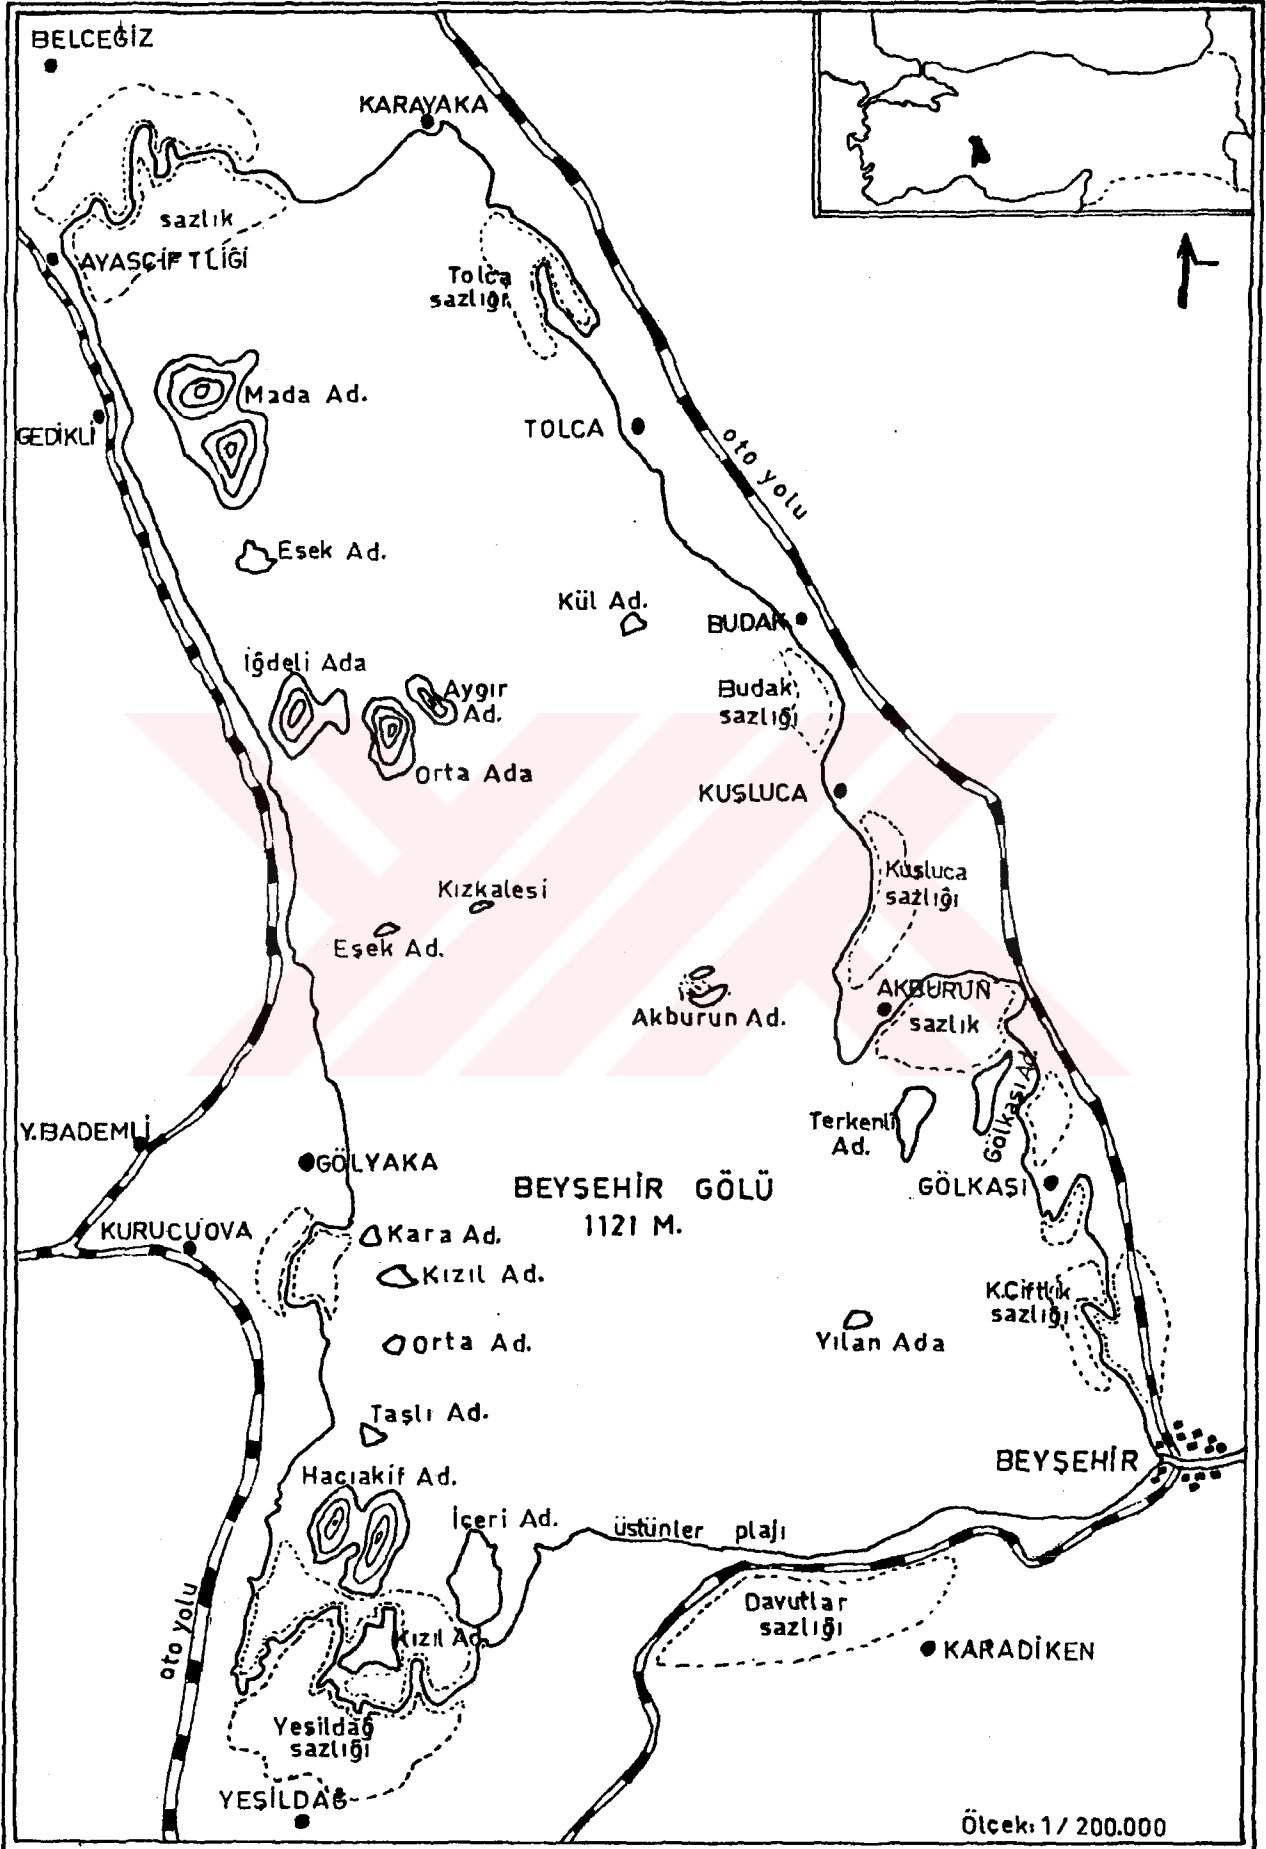 BELCEĞİZ
KARAYAKA
sazlık
AYASÇİFTLİĞİ
Tolca
sazlığı
Mada Ad.
GEDİKLİ
TOLCA
oto yolu
Eşek Ad.
Kül Ad.
BUDAK
İğdeli Ada
Aygır
Ad.
Budak
sazlığı
Orta Ada
KUŞLUCA
Kuşluca
sazlığı
Kızkalesi
Eşek Ad.
AKBURUN
sazlık
Akburun Ad.
Gölkaşı Ad.
Terkenli
Ad.
Y.BADEMLİ
GÖLYAKA
BEYŞEHİR GÖLÜ
1121 M.
GÖLKAŞI
KURUCUOVA
Kara Ad.
Kızıl Ad.
K.Çiftlik
sazlığı
Orta Ad.
Yılan Ada
Taşlı Ad.
BEYŞEHİR
Hacıakif Ad.
İçeri Ad.
üstünler plajı
oto yolu
Davutlar
sazlığı
Kızıl Ad.
KARADİKEN
Yeşildağ
sazlığı
YEŞİLDAĞ
Ölçek: 1/ 200.000